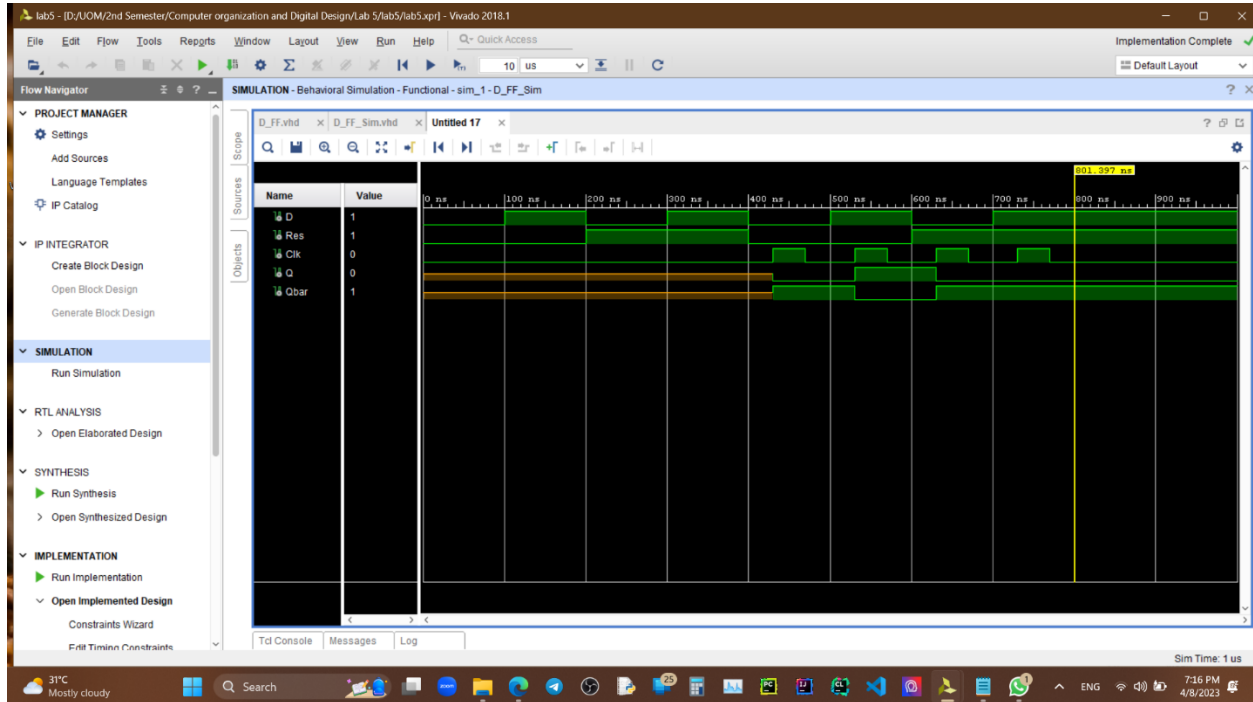 lab5 - [D:/UOM/2nd Semester/Computer organization and Digital Design/Lab 5/lab5/lab5.xpr] - Vivado 2018.1
File Edit Flow Tools Reports Window Layout View Run Help Quick Access
Implementation Complete
10 us
Default Layout
Flow Navigator
SIMULATION - Behavioral Simulation - Functional - sim_1 - D_FF_Sim
PROJECT MANAGER
Settings
Add Sources
Language Templates
IP Catalog
IP INTEGRATOR
Create Block Design
Open Block Design
Generate Block Design
SIMULATION
Run Simulation
RTL ANALYSIS
Open Elaborated Design
SYNTHESIS
Run Synthesis
Open Synthesized Design
IMPLEMENTATION
Run Implementation
Open Implemented Design
Constraints Wizard
Edit Timing Constraints
Scope
Sources
Objects
D_FF.vhd D_FF_Sim.vhd Untitled 17
801.397 ns
Name Value
0 ns 100 ns 200 ns 300 ns 400 ns 500 ns 600 ns 700 ns 800 ns 900 ns
D 1
Res 1
Clk 0
Q 0
Qbar 1
Tcl Console Messages Log
Sim Time: 1 us
31°C
Mostly cloudy
Search
25
ENG
7:16 PM
4/8/2023